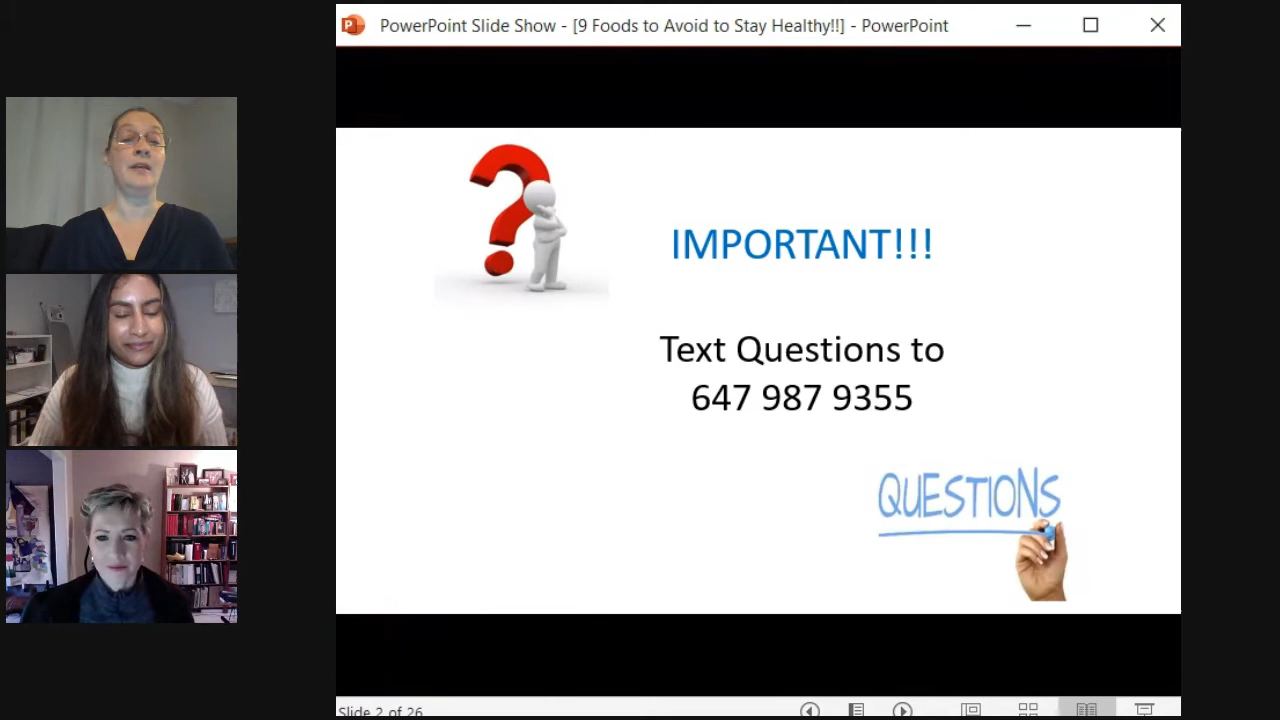 PowerPoint Slide Show - [9 Foods to Avoid to Stay Healthy!!] - PowerPoint
IMPORTANT!!!
Text Questions to
647 987 9355
QUESTIONS
Slide 2 of 26